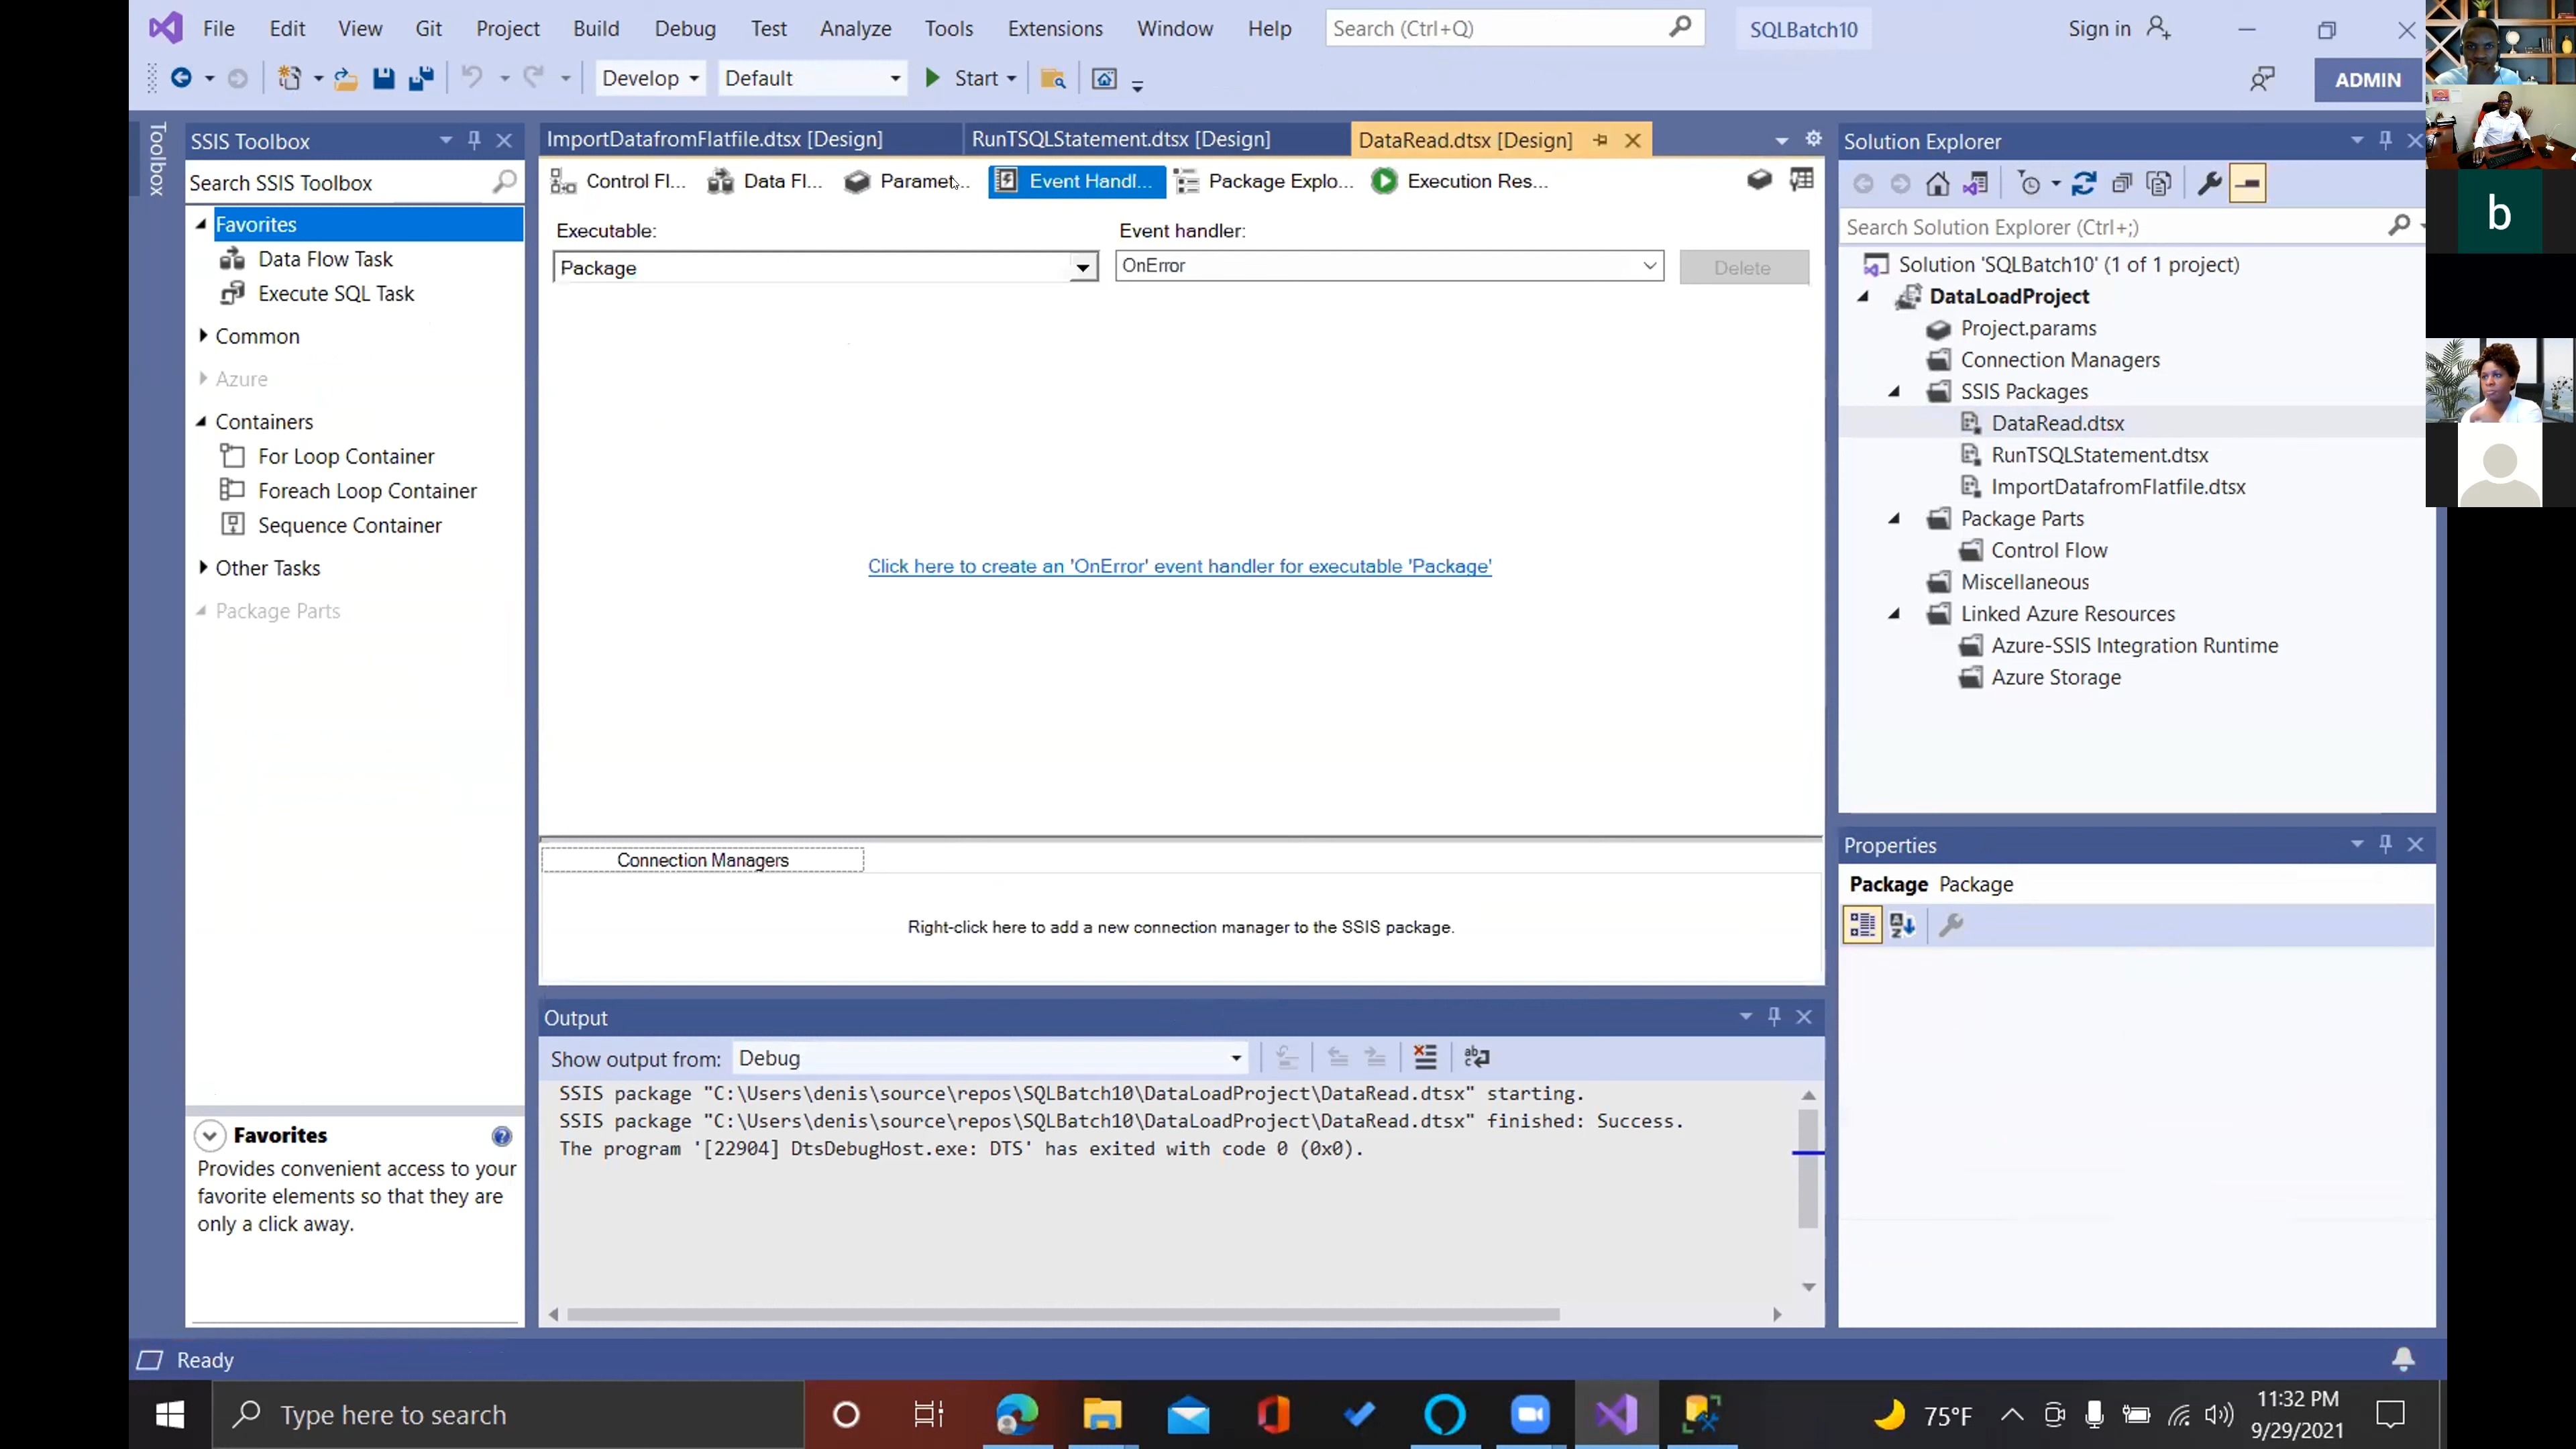 File Edit View Git Project Build Debug Test Analyze Tools Extensions Window Help Search (Ctrl+Q) SQLBatch10 Sign in
Develop Default Start ADMIN
Toolbox
SSIS Toolbox
Search SSIS Toolbox
Favorites
Data Flow Task
Execute SQL Task
Common
Azure
Containers
For Loop Container
Foreach Loop Container
Sequence Container
Other Tasks
Package Parts
Favorites
Provides convenient access to your
favorite elements so that they are
only a click away.
ImportDatafromFlatfile.dtsx [Design] RunTSQLStatement.dtsx [Design] DataRead.dtsx [Design]
Control Fl... Data Fl... Paramet... Event Handl... Package Explo... Execution Res...
Executable: Event handler:
Package OnError Delete
Click here to create an 'OnError' event handler for executable 'Package'
Connection Managers
Right-click here to add a new connection manager to the SSIS package.
Output
Show output from: Debug
SSIS package "C:\Users\denis\source\repos\SQLBatch10\DataLoadProject\DataRead.dtsx" starting.
SSIS package "C:\Users\denis\source\repos\SQLBatch10\DataLoadProject\DataRead.dtsx" finished: Success.
The program '[22904] DtsDebugHost.exe: DTS' has exited with code 0 (0x0).
Solution Explorer
Search Solution Explorer (Ctrl+;)
Solution 'SQLBatch10' (1 of 1 project)
DataLoadProject
Project.params
Connection Managers
SSIS Packages
DataRead.dtsx
RunTSQLStatement.dtsx
ImportDatafromFlatfile.dtsx
Package Parts
Control Flow
Miscellaneous
Linked Azure Resources
Azure-SSIS Integration Runtime
Azure Storage
Properties
Package Package
b
Ready
Type here to search
75°F
11:32 PM
9/29/2021